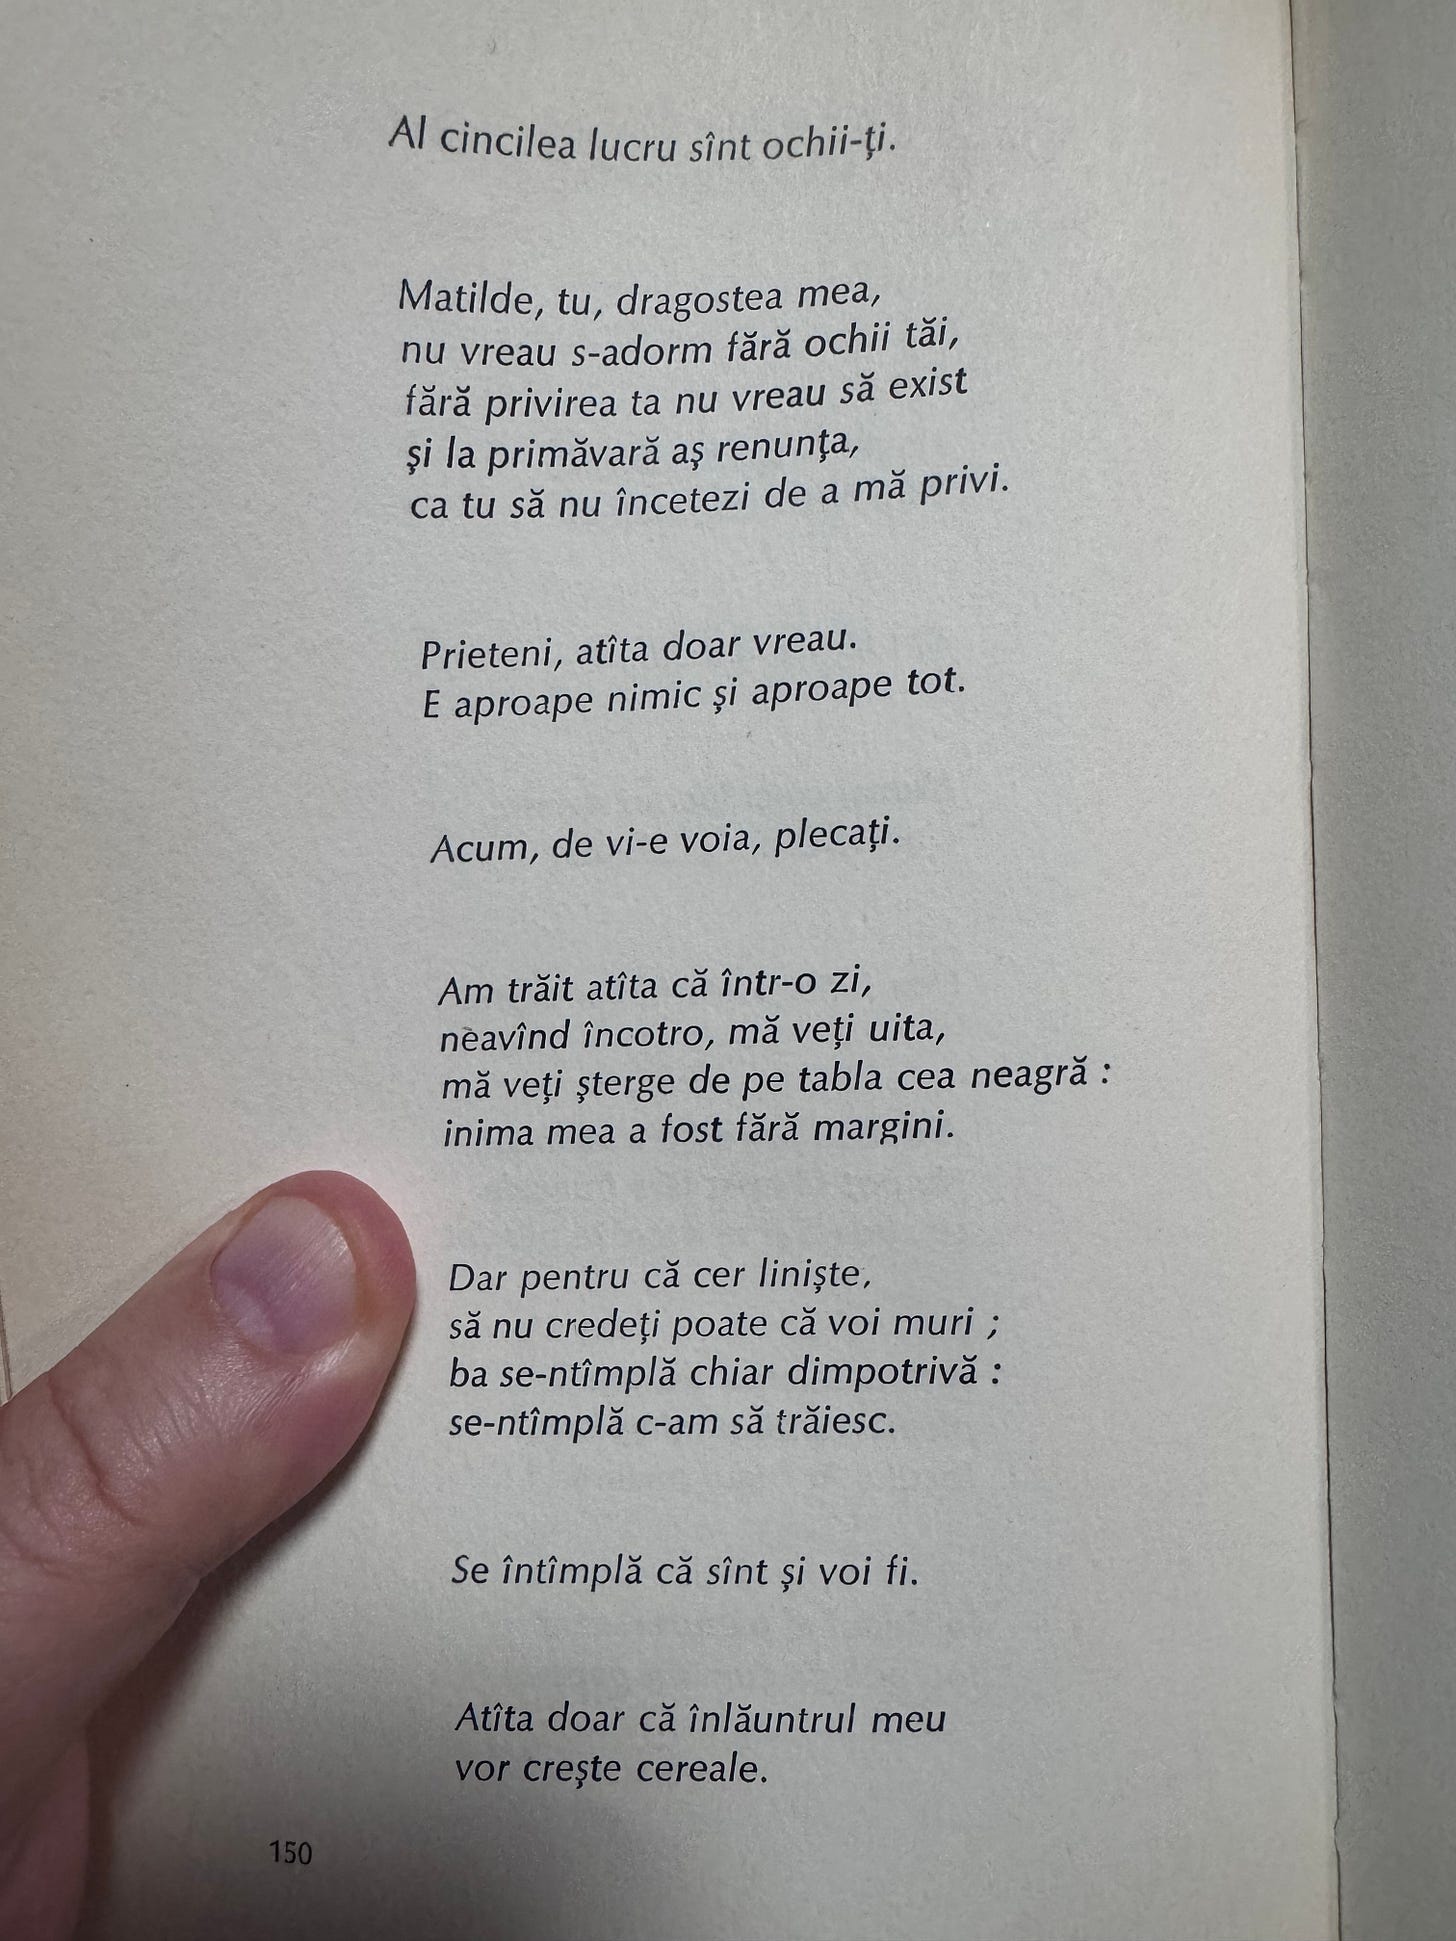 Al cincilea lucru sînt ochii-ți.
Matilde, tu, dragostea mea,
nu vreau s-adorm fără ochii tăi,
fără privirea ta nu vreau să exist
şi la primăvară aş renunţa,
ca tu să nu încetezi de a mă privi.
Prieteni, atîta doar vreau.
E aproape nimic şi aproape tot.
Acum, de vi-e voia, plecaţi.
Am trăit atîta că într-o zi,
neavînd încotro, mă veţi uita,
mă veţi şterge de pe tabla cea neagră :
inima mea a fost fără margini.
Dar pentru că cer linişte,
să nu credeţi poate că voi muri ;
ba se-ntîmplă chiar dimpotrivă :
se-ntîmplă c-am să trăiesc.
Se întîmplă că sînt şi voi fi.
Atîta doar că înlăuntrul meu
vor creşte cereale.
150